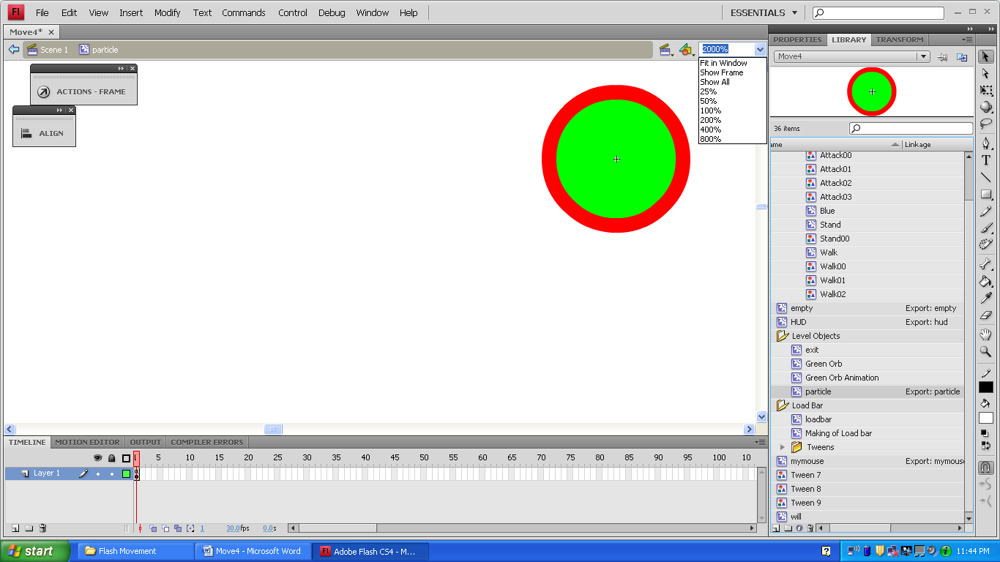 Fl File Edit View Insert Modify Text Commands Control Debug Window Help ESSENTIALS
Move4*
Scene 1 particle 2000%
Fit in Window
Show Frame
Show All
25%
50%
100%
200%
400%
800%
ACTIONS - FRAME
ALIGN
PROPERTIES LIBRARY TRANSFORM
Move4
36 items
ame Linkage
Attack00
Attack01
Attack02
Attack03
Blue
Stand
Stand00
Walk
Walk00
Walk01
Walk02
empty Export: empty
HUD Export: hud
Level Objects
exit
Green Orb
Green Orb Animation
particle Export: particle
Load Bar
loadbar
Making of Load bar
Tweens
mymouse Export: mymous
Tween 7
Tween 8
Tween 9
will
TIMELINE MOTION EDITOR OUTPUT COMPILER ERRORS
1 5 10 15 20 25 30 35 40 45 50 55 60 65 70 75 80 85 90 95 100 10
Layer 1
1 30.0fps 0.0s
start Flash Movement Move4 - Microsoft Word Fl Adobe Flash CS4 - M... 11:44 PM